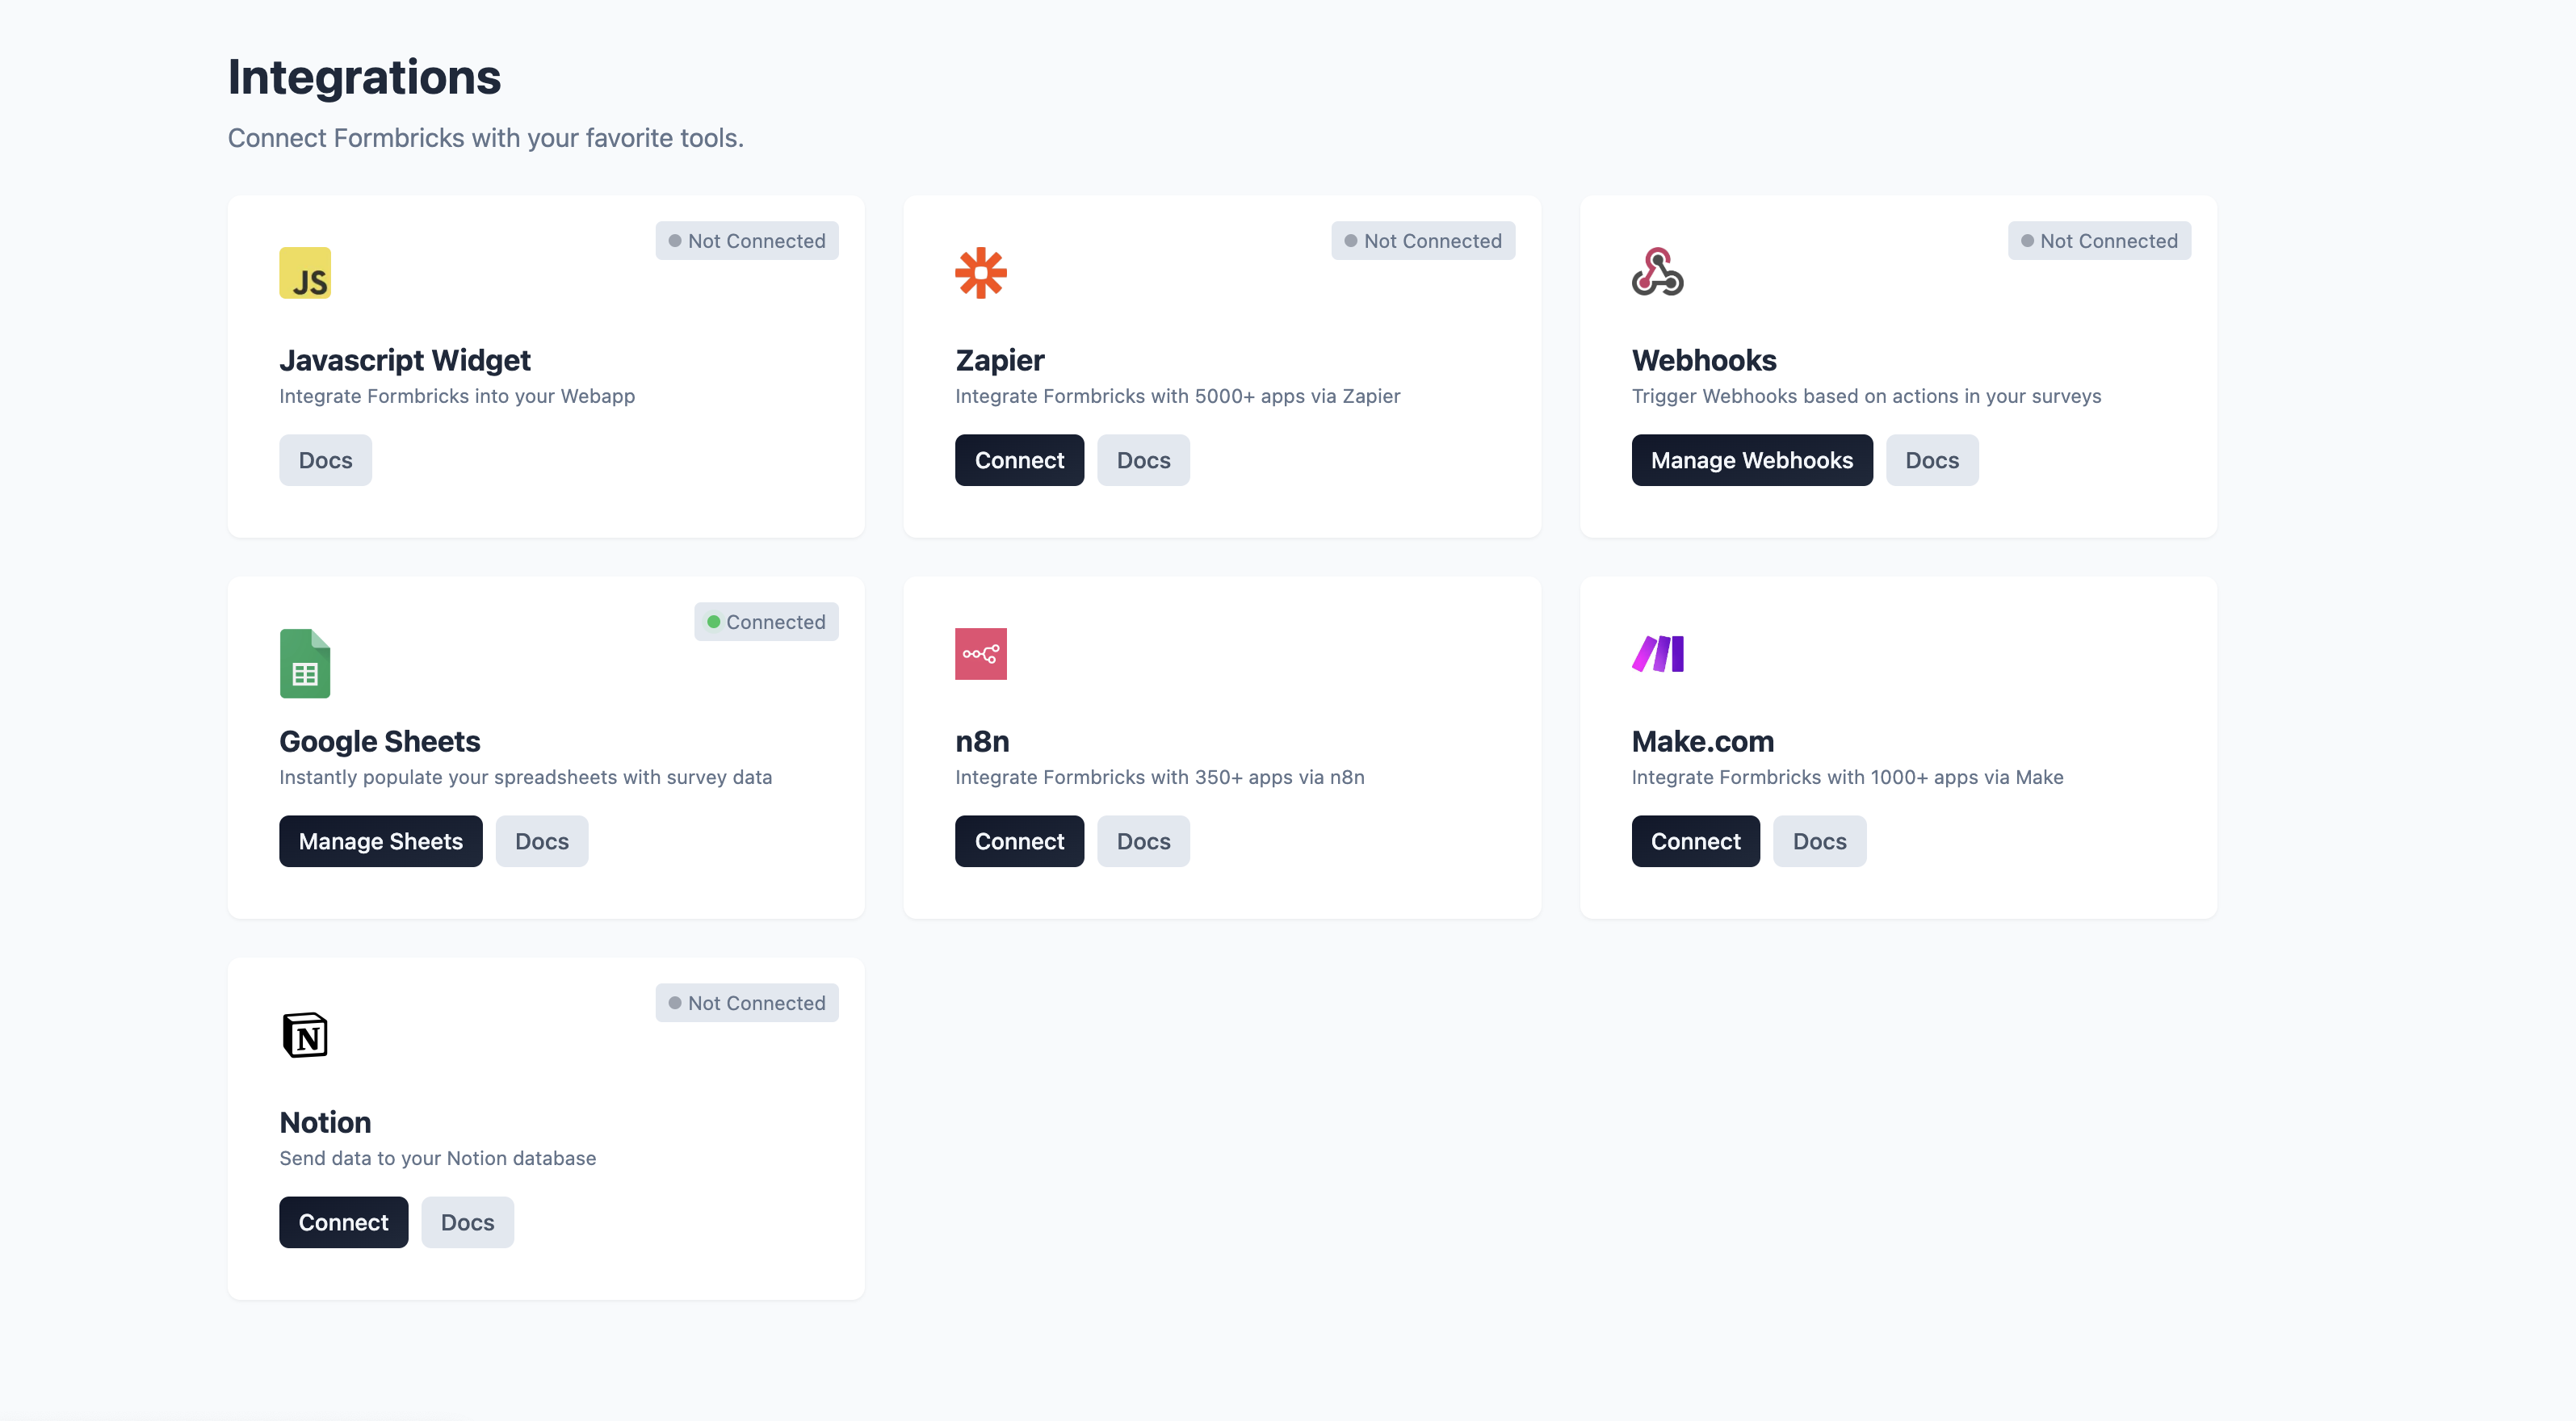 Integrations
Connect Formbricks with your favorite tools.
Not Connected
JS
Javascript Widget
Integrate Formbricks into your Webapp
Docs
Not Connected
Zapier
Integrate Formbricks with 5000+ apps via Zapier
Connect
Docs
Not Connected
Webhooks
Trigger Webhooks based on actions in your surveys
Manage Webhooks
Docs
Connected
Google Sheets
Instantly populate your spreadsheets with survey data
Manage Sheets
Docs
n8n
Integrate Formbricks with 350+ apps via n8n
Connect
Docs
Make.com
Integrate Formbricks with 1000+ apps via Make
Connect
Docs
Not Connected
N
Notion
Send data to your Notion database
Connect
Docs